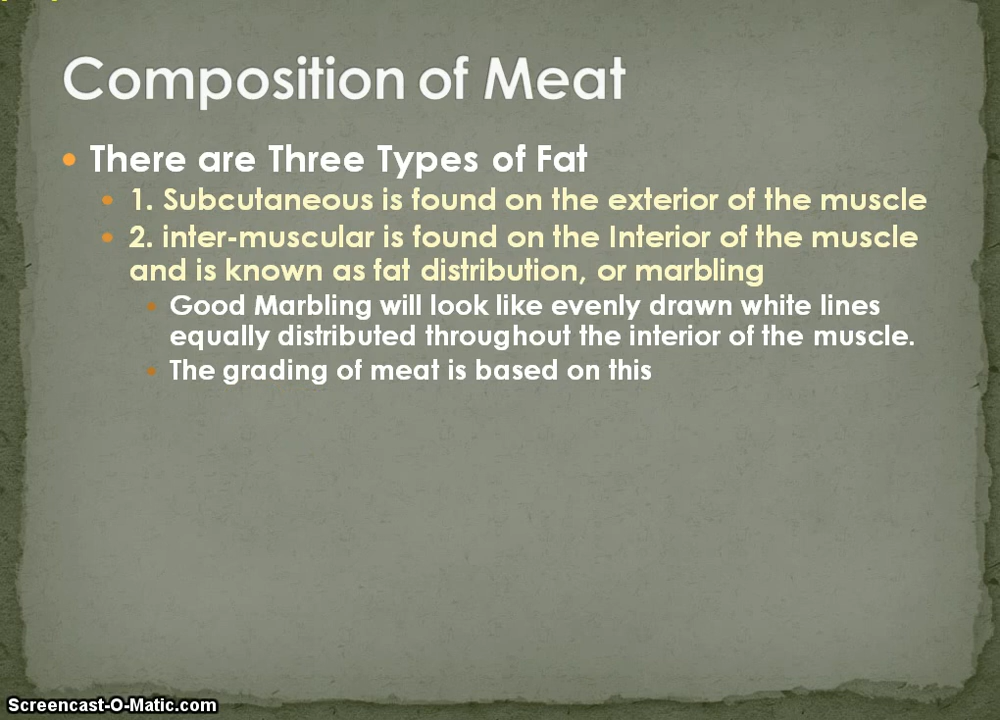 Composition of Meat
There are Three Types of Fat
1. Subcutaneous is found on the exterior of the muscle
2. inter-muscular is found on the Interior of the muscle
and is known as fat distribution, or marbling
Good Marbling will look like evenly drawn white lines
equally distributed throughout the interior of the muscle.
The grading of meat is based on this
Screencast-O-Matic.com